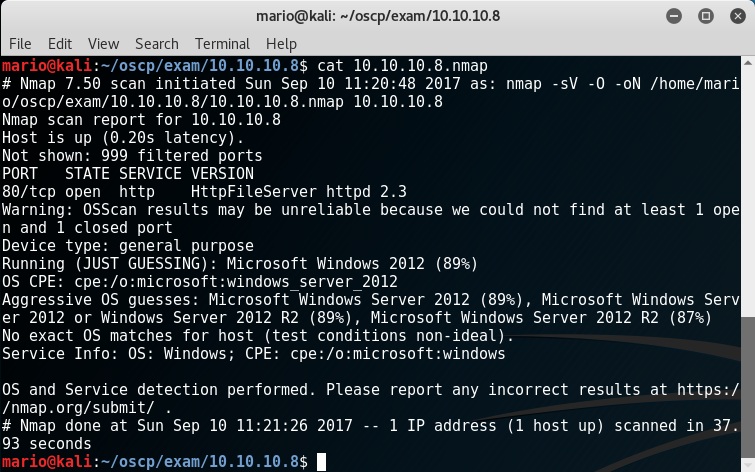 mario@kali: ~/oscp/exam/10.10.10.8
File Edit View Search Terminal Help
mario@kali:~/oscp/exam/10.10.10.8$ cat 10.10.10.8.nmap
# Nmap 7.50 scan initiated Sun Sep 10 11:20:48 2017 as: nmap -sV -O -oN /home/mari
o/oscp/exam/10.10.10.8/10.10.10.8.nmap 10.10.10.8
Nmap scan report for 10.10.10.8
Host is up (0.20s latency).
Not shown: 999 filtered ports
PORT   STATE SERVICE VERSION
80/tcp open  http    HttpFileServer httpd 2.3
Warning: OSScan results may be unreliable because we could not find at least 1 ope
n and 1 closed port
Device type: general purpose
Running (JUST GUESSING): Microsoft Windows 2012 (89%)
OS CPE: cpe:/o:microsoft:windows_server_2012
Aggressive OS guesses: Microsoft Windows Server 2012 (89%), Microsoft Windows Serv
er 2012 or Windows Server 2012 R2 (89%), Microsoft Windows Server 2012 R2 (87%)
No exact OS matches for host (test conditions non-ideal).
Service Info: OS: Windows; CPE: cpe:/o:microsoft:windows
OS and Service detection performed. Please report any incorrect results at https:/
/nmap.org/submit/ .
# Nmap done at Sun Sep 10 11:21:26 2017 -- 1 IP address (1 host up) scanned in 37.
93 seconds
mario@kali:~/oscp/exam/10.10.10.8$